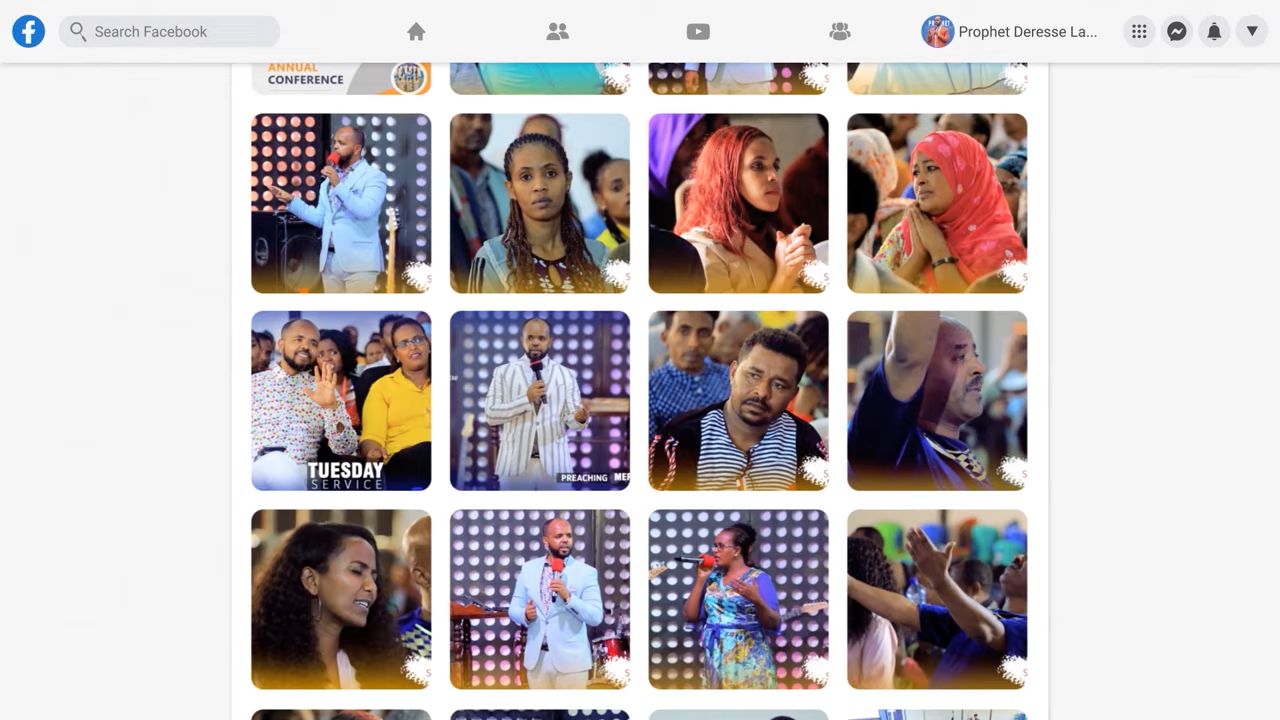 Search Facebook
Prophet Deresse La...
ANNUAL
CONFERENCE
TUESDAY
SERVICE
PREACHING